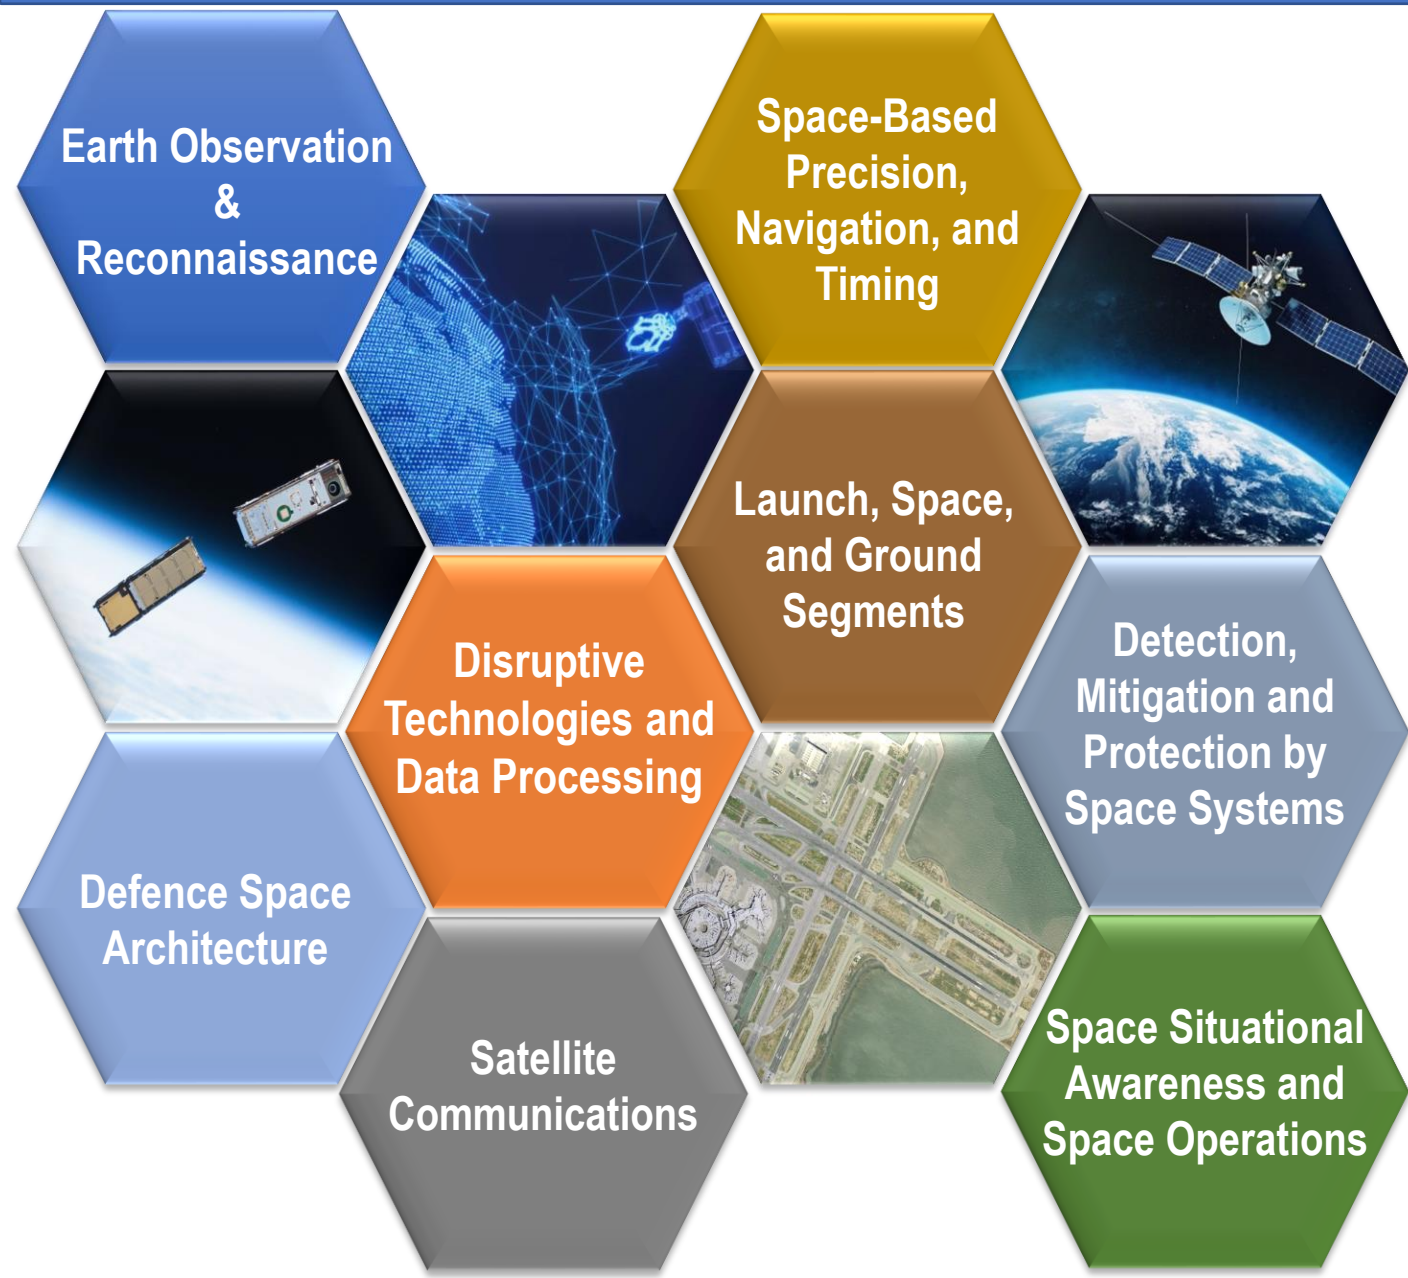 Earth Observation
&
Reconnaissance
Space-Based
Precision,
Navigation, and
Timing
Launch, Space,
and Ground
Segments
Disruptive
Technologies and
Data Processing
Detection,
Mitigation and
Protection by
Space Systems
Defence Space
Architecture
Satellite
Communications
Space Situational
Awareness and
Space Operations